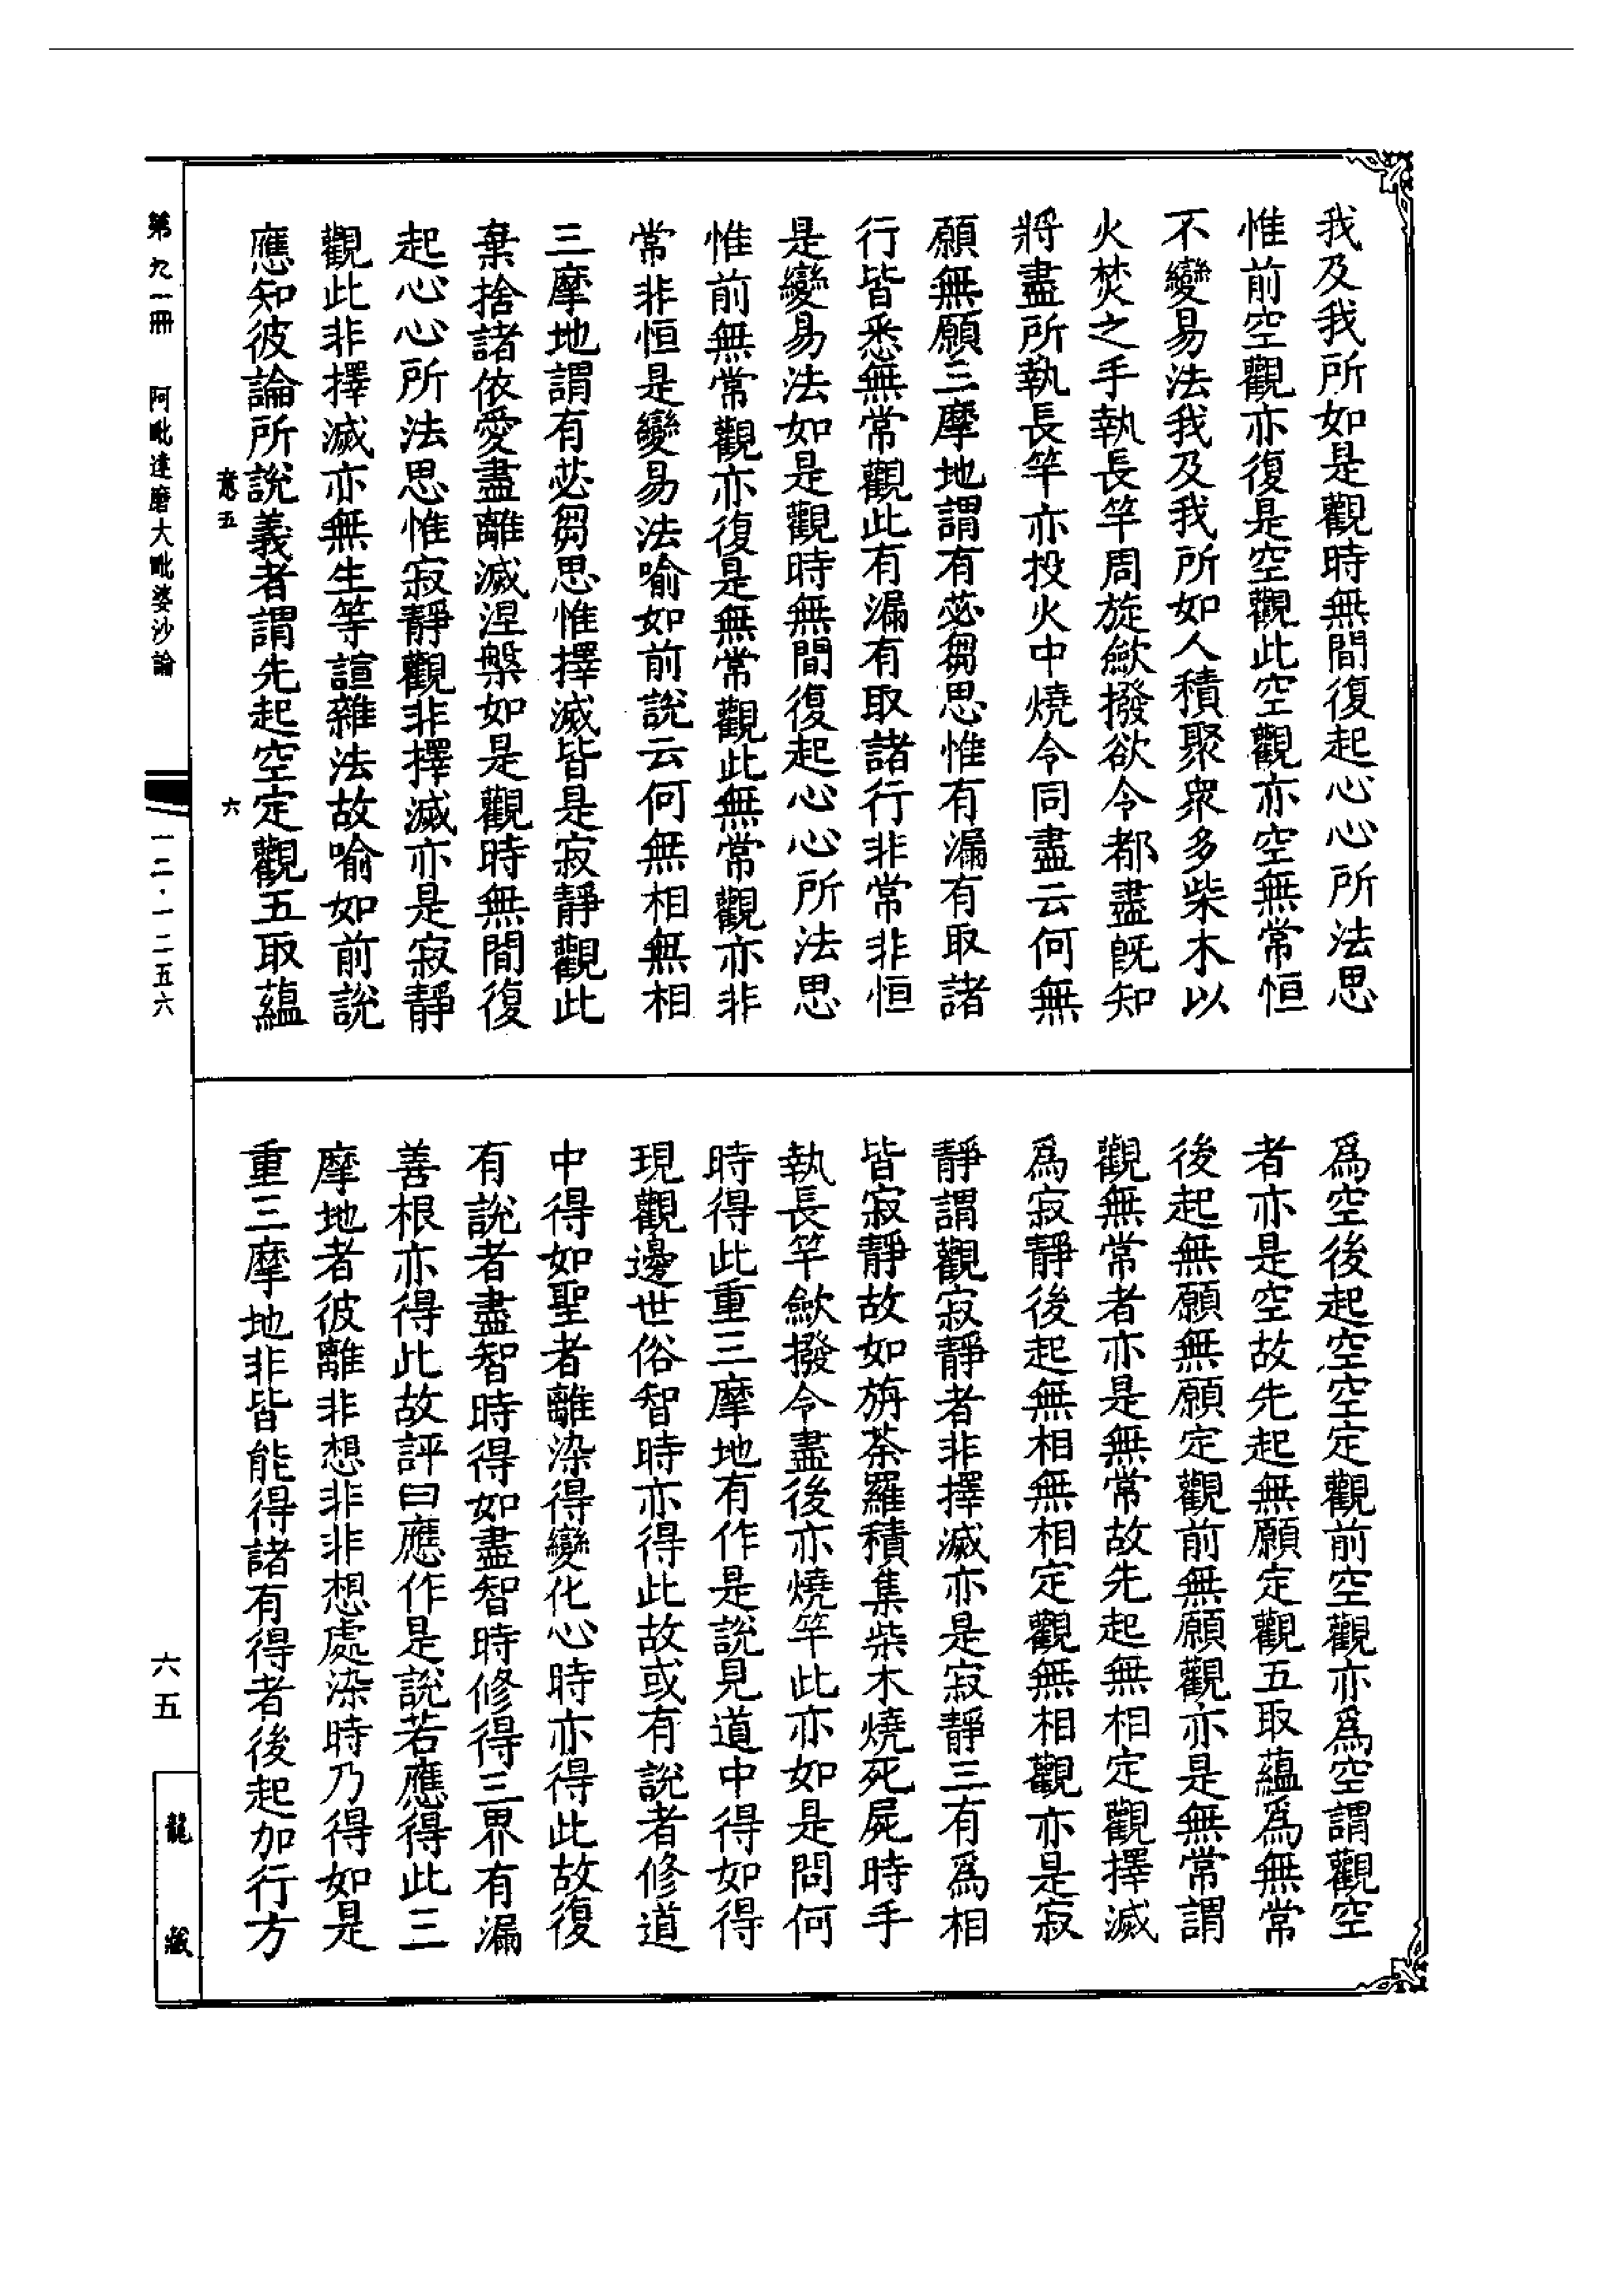 我及我所如是觀時無間復起心心所法思
惟前空觀亦復是空觀此空觀亦空無常恒
不變易法我及我所如人積聚衆多柴木以
火焚之手執長竿周旋歛撥欲令都盡旣知
將盡所執長竿亦投火中燒令同盡云何無
願無願三摩地謂有苾芻思惟有漏有取諸
行皆悉無常觀此有漏有取諸行非常非恒
是變易法如是觀時無間復起心心所法思
惟前無常觀亦復是無常觀此無常觀亦非
常非恒是變易法喻如前說云何無相無相
三摩地謂有苾芻思惟擇滅皆是寂靜觀此
棄捨諸依愛盡離滅涅槃如是觀時無間復
起心心所法思惟寂靜觀非擇滅亦是寂靜
觀此非擇滅亦無生等諠雜法故喻如前說
應知彼論所說義者謂先起空定觀五取蘊
意五 六
爲空後起空空定觀前空觀亦爲空謂觀空
者亦是空故先起無願定觀五取蘊爲無常
後起無願無願定觀前無願觀亦是無常謂
觀無常者亦是無常故先起無相定觀擇滅
爲寂靜後起無相無相定觀無相觀亦是寂
靜謂觀寂靜者非擇滅亦是寂靜三有爲相
皆寂靜故如旃荼羅積集柴木燒死屍時手
執長竿歛撥令盡後亦燒竿此亦如是問何
時得此重三摩地有作是說見道中得如得
現觀邊世俗智時亦得此故或有說者修道
中得如聖者離染得變化心時亦得此故復
有說者盡智時得如盡智時修得三界有漏
善根亦得此故評曰應作是說若應得此三
摩地者彼離非想非非想處染時乃得如是
重三摩地非皆能得諸有得者後起加行方
第九一冊 阿毗達磨大毗婆沙論
一二·一二五六
六五
龍藏